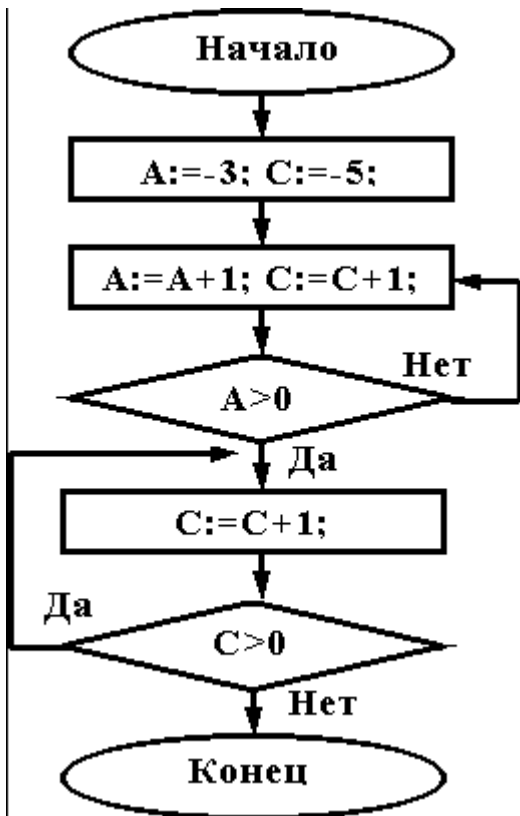 Начало
A:=-3; C:=-5;
A:=A+1; C:=C+1;
Нет
A>0
Да
C:=C+1;
Да
C>0
Нет
Конец